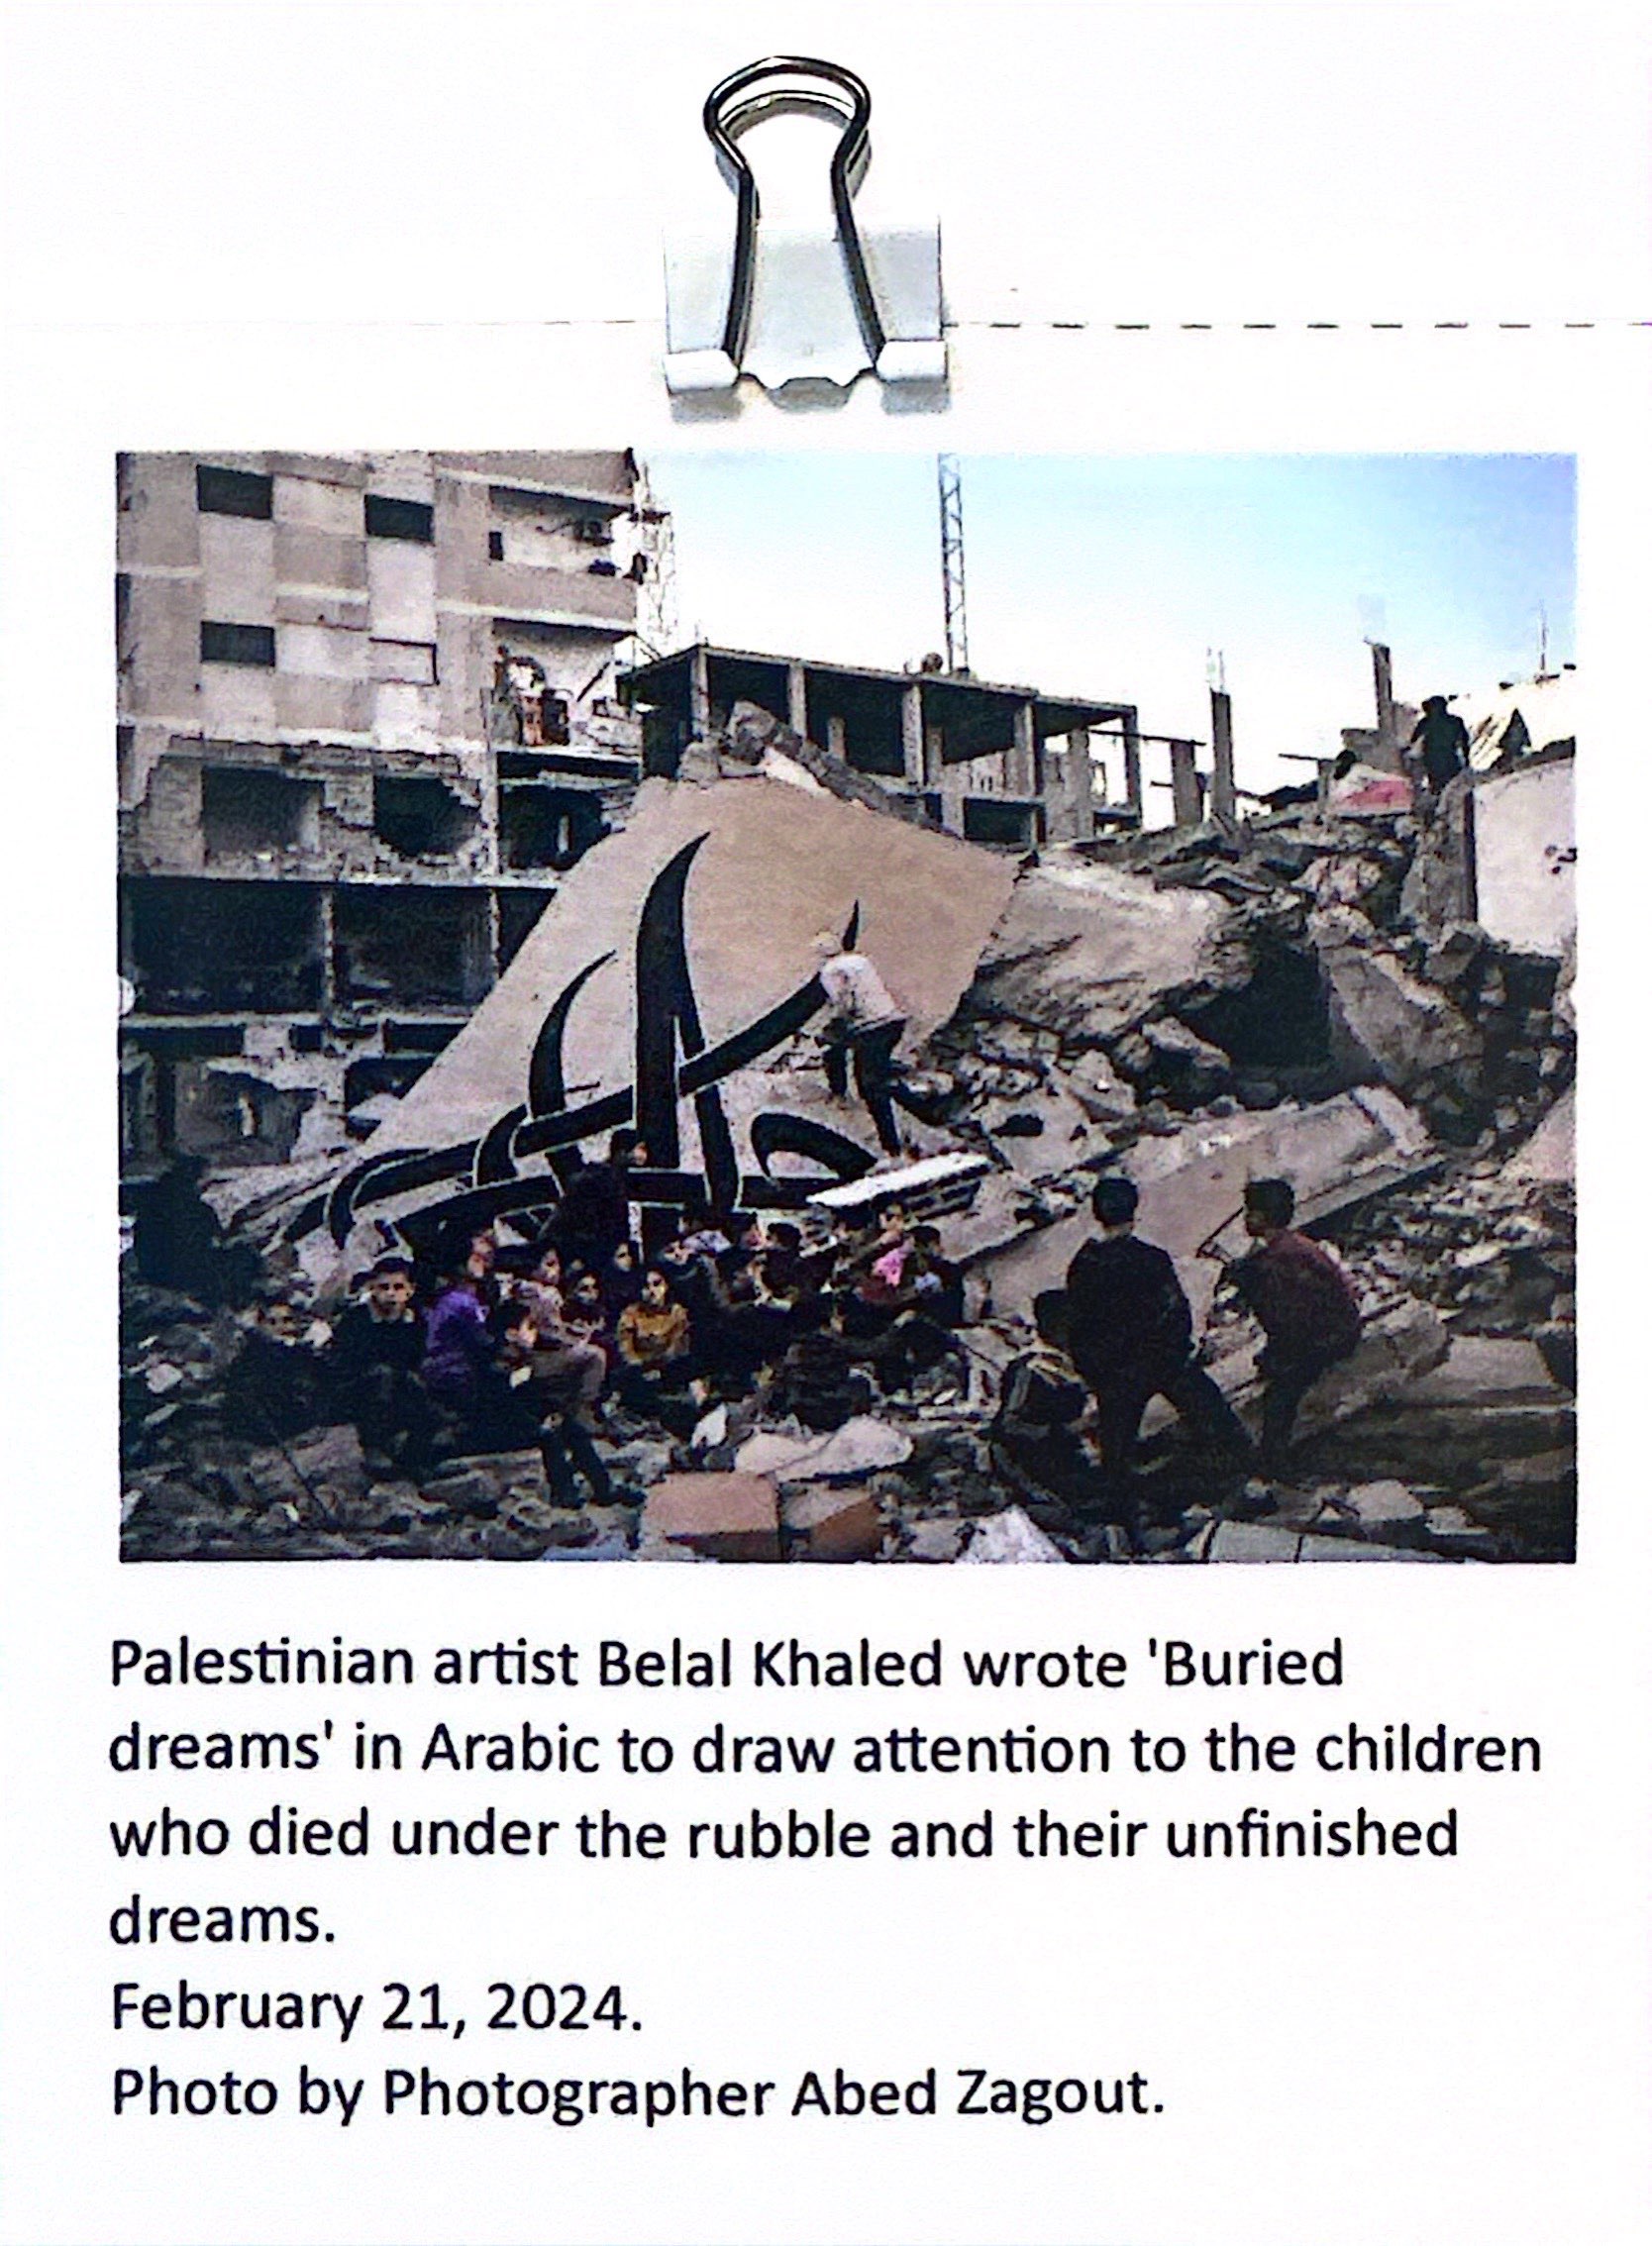 Palestinian artist Belal Khaled wrote 'Buried
dreams' in Arabic to draw attention to the children
who died under the rubble and their unfinished
dreams.
February 21, 2024.
Photo by Photographer Abed Zagout.